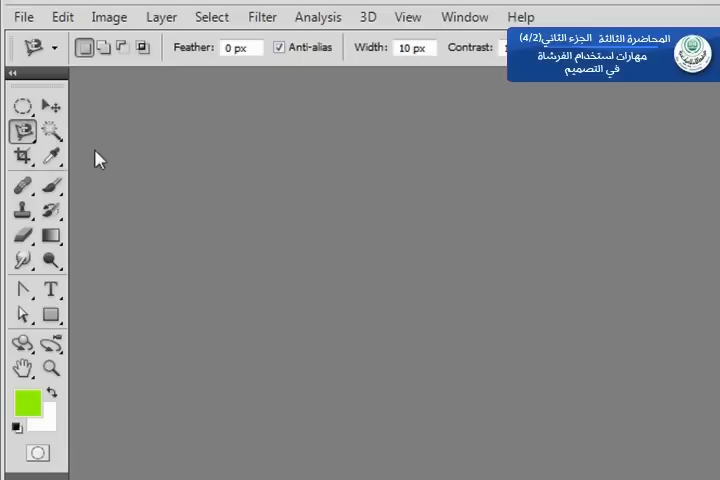 File Edit Image Layer Select Filter Analysis 3D View Window Help
Feather: 0 px Anti-alias Width: 10 px Contrast:
المحاضرة الثالثة الجزء الثاني(4/2)
مهارات استخدام الفرشاة
في التصميم
T